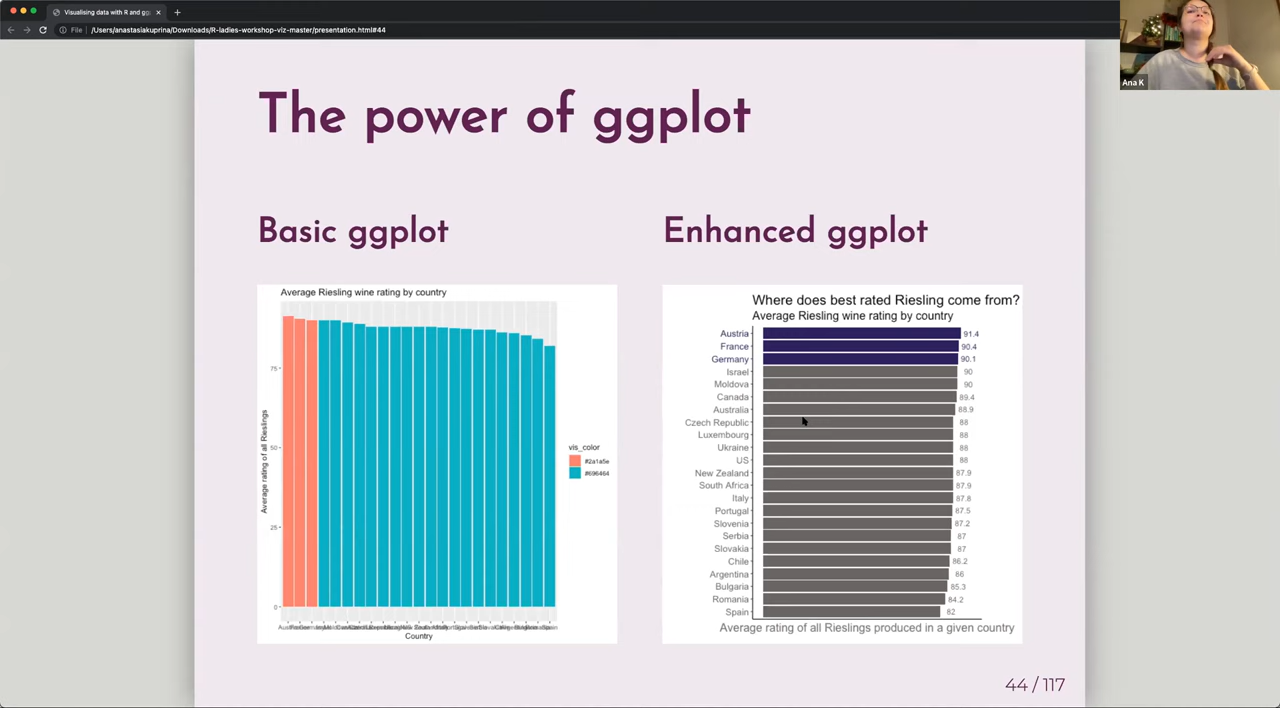 Visualising data with R and gg
File
/Users/anastasiakuprina/Downloads/R-ladies-workshop-viz-master/presentation.html#44
Ana K
The power of ggplot
Basic ggplot
Enhanced ggplot
Average Riesling wine rating by country
75
50
25
0
Average rating of all Rieslings
Country
vis_color
#2a1a5e
#696464
Where does best rated Riesling come from?
Average Riesling wine rating by country
Austria 91.4
France 90.4
Germany 90.1
Israel 90
Moldova 90
Canada 89.4
Australia 88.9
Czech Republic 88
Luxembourg 88
Ukraine 88
US 88
New Zealand 87.9
South Africa 87.9
Italy 87.8
Portugal 87.5
Slovenia 87.2
Serbia 87
Slovakia 87
Chile 86.2
Argentina
Bulgaria 85.3
Romania 84.2
Spain 82
Average rating of all Rieslings produced in a given country
44 / 117